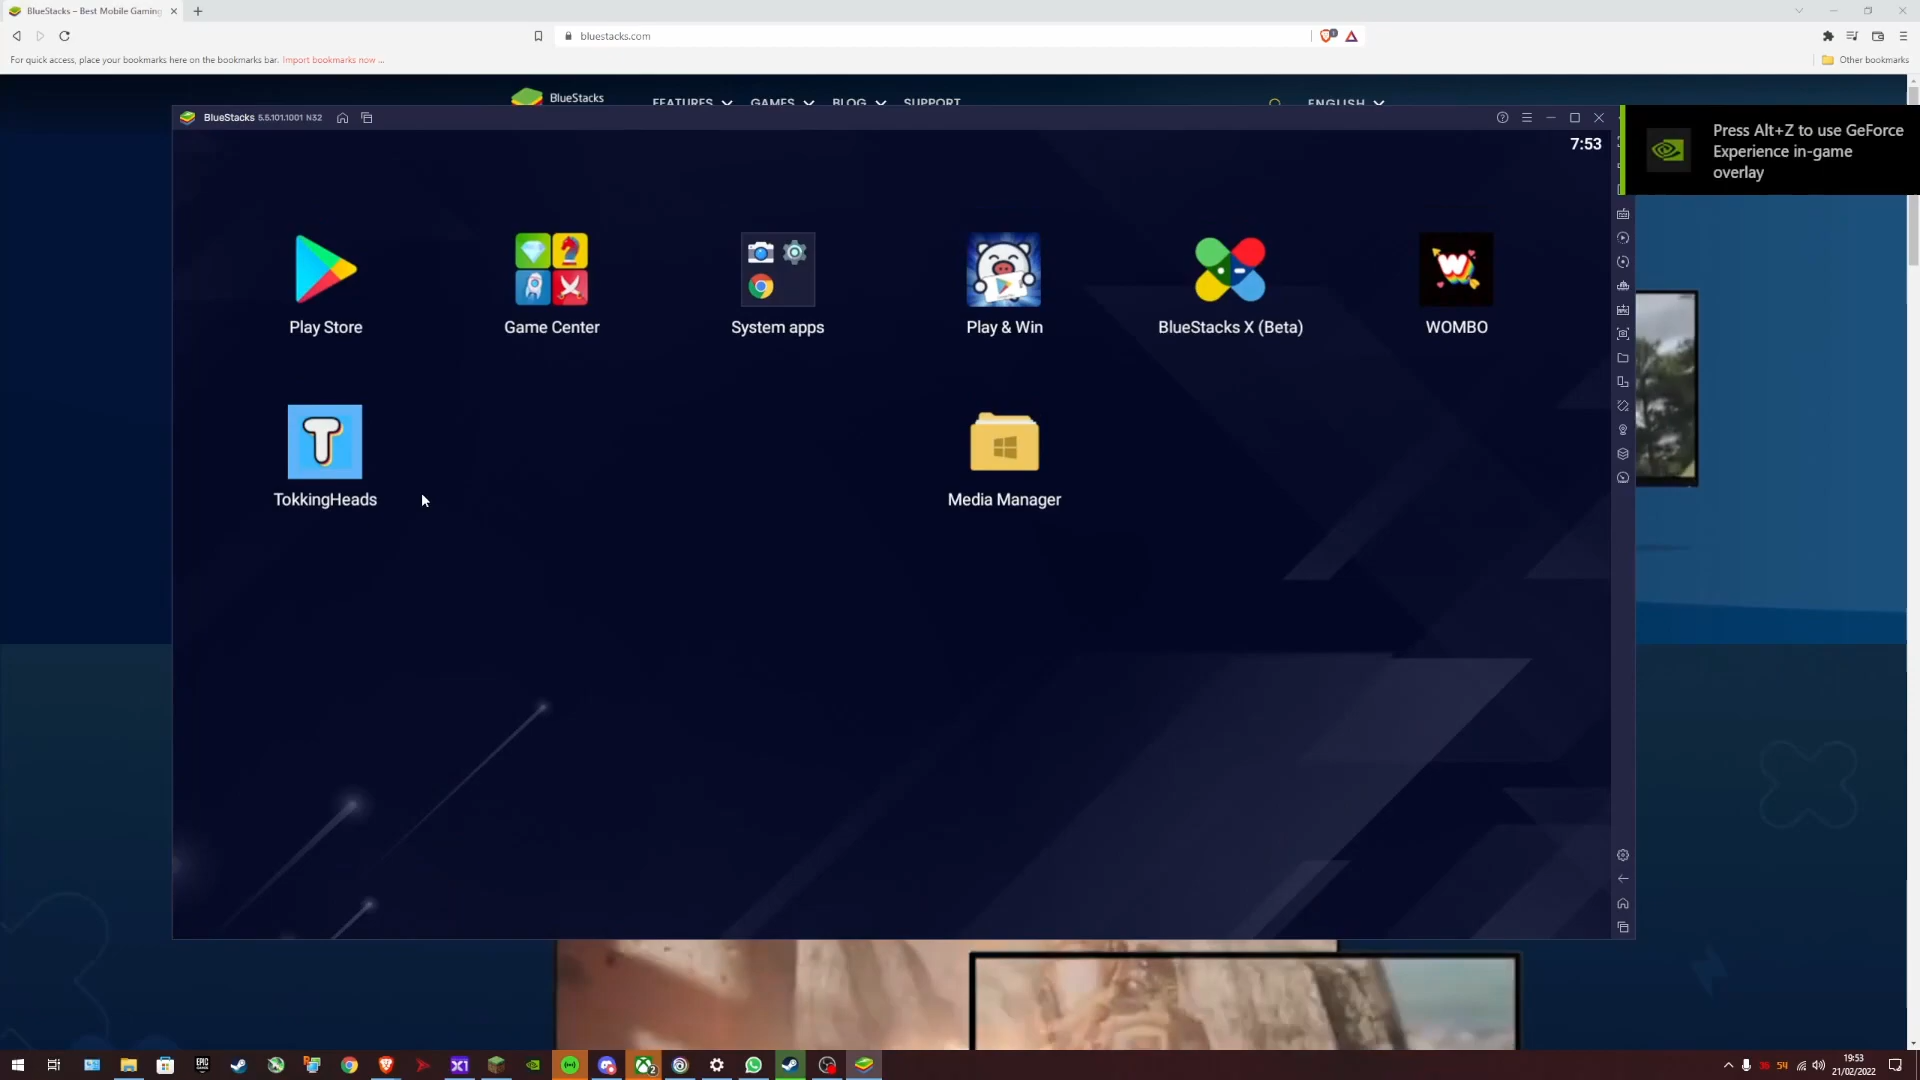 BlueStacks - Best Mobile Gaming
bluestacks.com
For quick access, place your bookmarks here on the bookmarks bar. Import bookmarks now ...
Other bookmarks
BlueStacks
FEATURES GAMES BLOG SUPPORT ENGLISH
BlueStacks 5.5.101.1001 N32
Press Alt+Z to use GeForce
Experience in-game
overlay
7:53
Play Store
Game Center
System apps
Play & Win
BlueStacks X (Beta)
WOMBO
TokkingHeads
Media Manager
19:53
21/02/2022